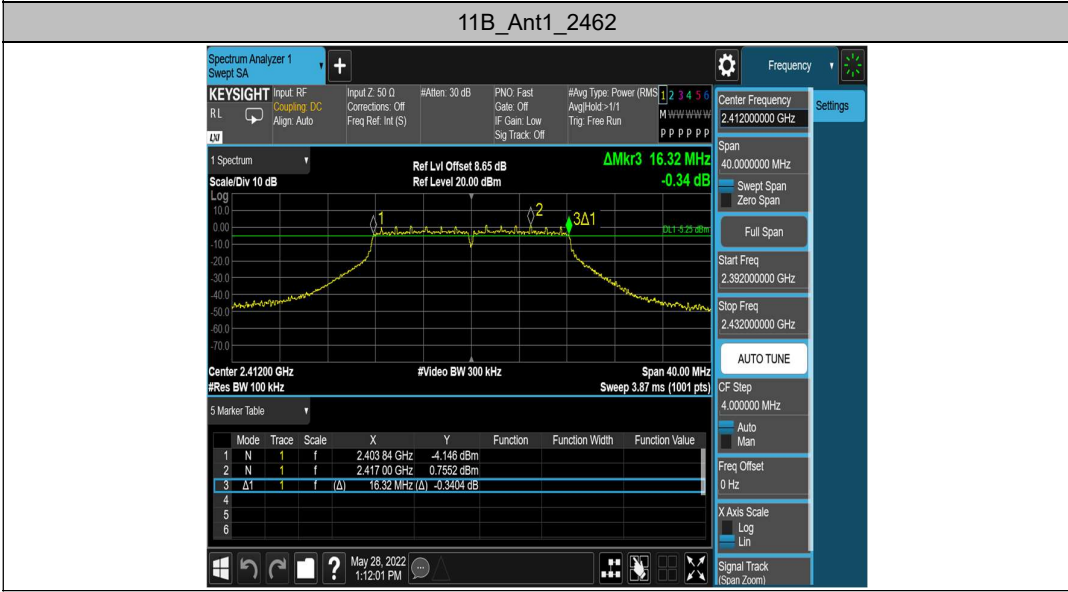 11B_Ant1_2462
Spectrum Analyzer 1
Swept SA
+
Frequency
KEYSIGHT
RL
LXI
Input: RF
Coupling: DC
Align: Auto
Input Z: 50 Ω
Corrections: Off
Freq Ref: Int (S)
#Atten: 30 dB
PNO: Fast
Gate: Off
IF Gain: Low
Sig Track: Off
#Avg Type: Power (RMS
Avg|Hold:>1/1
Trig: Free Run
1 2 3 4 5 6
M W W W W W
P P P P P P
1 Spectrum
Scale/Div 10 dB
Ref Lvl Offset 8.65 dB
Ref Level 20.00 dBm
ΔMkr3 16.32 MHz
-0.34 dB
Log
10.0
0.00
-10.0
-20.0
-30.0
-40.0
-50.0
-60.0
-70.0
1
2
3Δ1
DL1 -5.25 dBm
Center 2.41200 GHz
#Res BW 100 kHz
#Video BW 300 kHz
Span 40.00 MHz
Sweep 3.87 ms (1001 pts)
5 Marker Table
Mode Trace Scale X Y Function Function Width Function Value
1 N 1 f 2.403 84 GHz -4.146 dBm
2 N 1 f 2.417 00 GHz 0.7552 dBm
3 Δ1 1 f (Δ) 16.32 MHz (Δ) -0.3404 dB
4
5
6
May 28, 2022
1:12:01 PM
?
Center Frequency
2.412000000 GHz
Settings
Span
40.0000000 MHz
Swept Span
Zero Span
Full Span
Start Freq
2.392000000 GHz
Stop Freq
2.432000000 GHz
AUTO TUNE
CF Step
4.000000 MHz
Auto
Man
Freq Offset
0 Hz
X Axis Scale
Log
Lin
Signal Track
(Span Zoom)